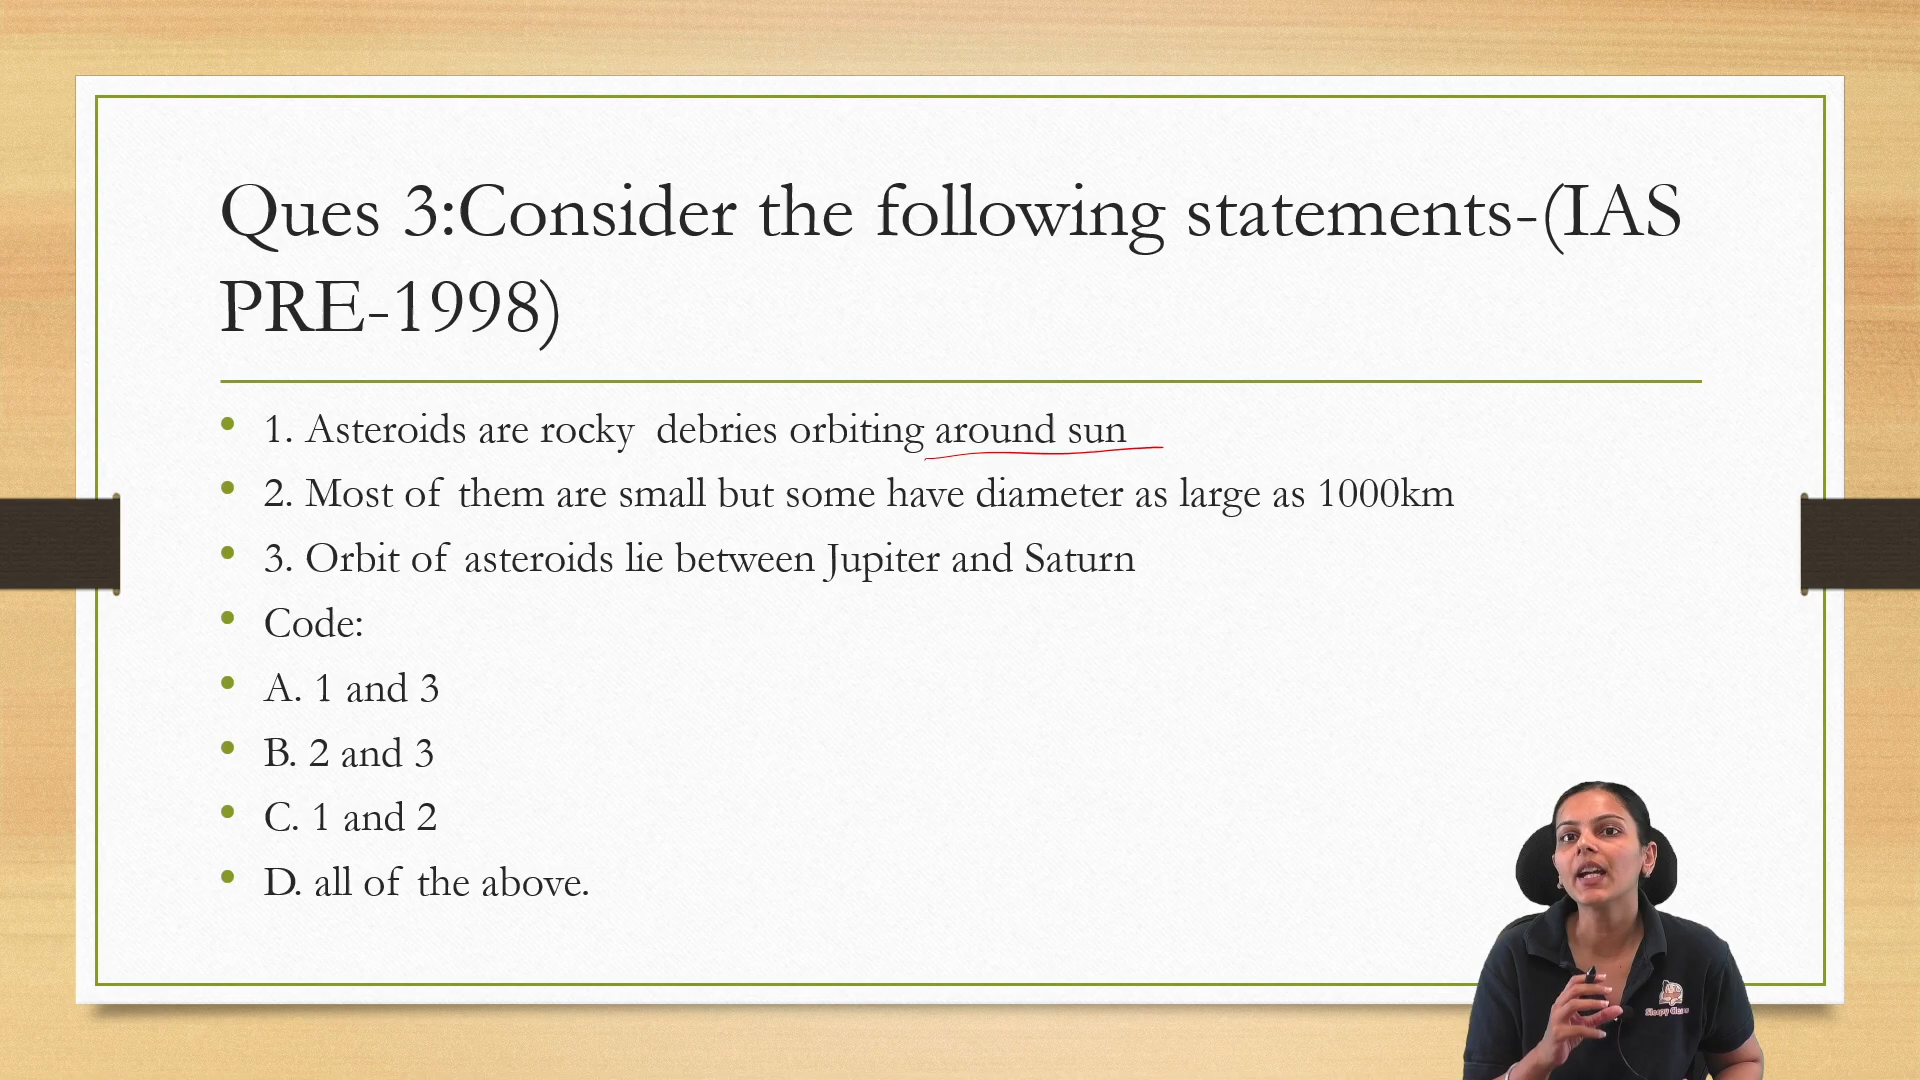 Ques 3:Consider the following statements-(IAS
PRE-1998)
1. Asteroids are rocky debries orbiting around sun
2. Most of them are small but some have diameter as large as 1000km
3. Orbit of asteroids lie between Jupiter and Saturn
Code:
A. 1 and 3
B. 2 and 3
C. 1 and 2
D. all of the above.